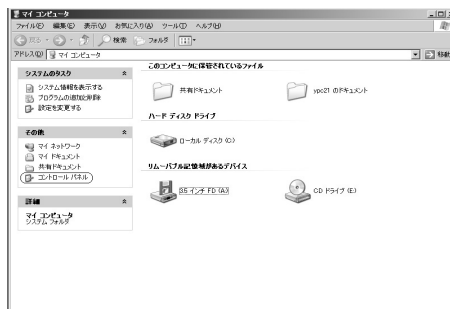 マイ コンピュータ
ファイル(F) 編集(E) 表示(V) お気に入り(A) ツール(T) ヘルプ(H)
戻る 検索 フォルダ
アドレス(D) マイ コンピュータ 移動
システムのタスク
システム情報を表示する
プログラムの追加と削除
設定を変更する
その他
マイ ネットワーク
マイ ドキュメント
共有ドキュメント
コントロール パネル
詳細
マイ コンピュータ
システム フォルダ
このコンピュータに保管されているファイル
共有ドキュメント ypc21 のドキュメント
ハード ディスク ドライブ
ローカル ディスク (C:)
リムーバブル記憶域があるデバイス
3.5 インチ FD (A:) CD ドライブ (E:)